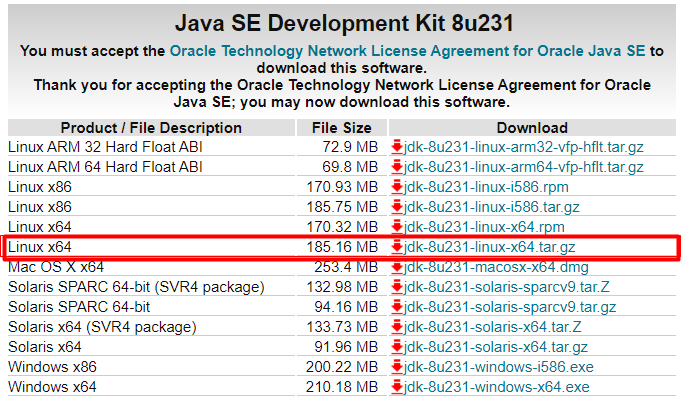 Java SE Development Kit 8u231
You must accept the Oracle Technology Network License Agreement for Oracle Java SE to
download this software.
Thank you for accepting the Oracle Technology Network License Agreement for Oracle
Java SE; you may now download this software.
Product / File Description File Size Download
Linux ARM 32 Hard Float ABI 72.9 MB jdk-8u231-linux-arm32-vfp-hflt.tar.gz
Linux ARM 64 Hard Float ABI 69.8 MB jdk-8u231-linux-arm64-vfp-hflt.tar.gz
Linux x86 170.93 MB jdk-8u231-linux-i586.rpm
Linux x86 185.75 MB jdk-8u231-linux-i586.tar.gz
Linux x64 170.32 MB jdk-8u231-linux-x64.rpm
Linux x64 185.16 MB jdk-8u231-linux-x64.tar.gz
Mac OS X x64 253.4 MB jdk-8u231-macosx-x64.dmg
Solaris SPARC 64-bit (SVR4 package) 132.98 MB jdk-8u231-solaris-sparcv9.tar.Z
Solaris SPARC 64-bit 94.16 MB jdk-8u231-solaris-sparcv9.tar.gz
Solaris x64 (SVR4 package) 133.73 MB jdk-8u231-solaris-x64.tar.Z
Solaris x64 91.96 MB jdk-8u231-solaris-x64.tar.gz
Windows x86 200.22 MB jdk-8u231-windows-i586.exe
Windows x64 210.18 MB jdk-8u231-windows-x64.exe